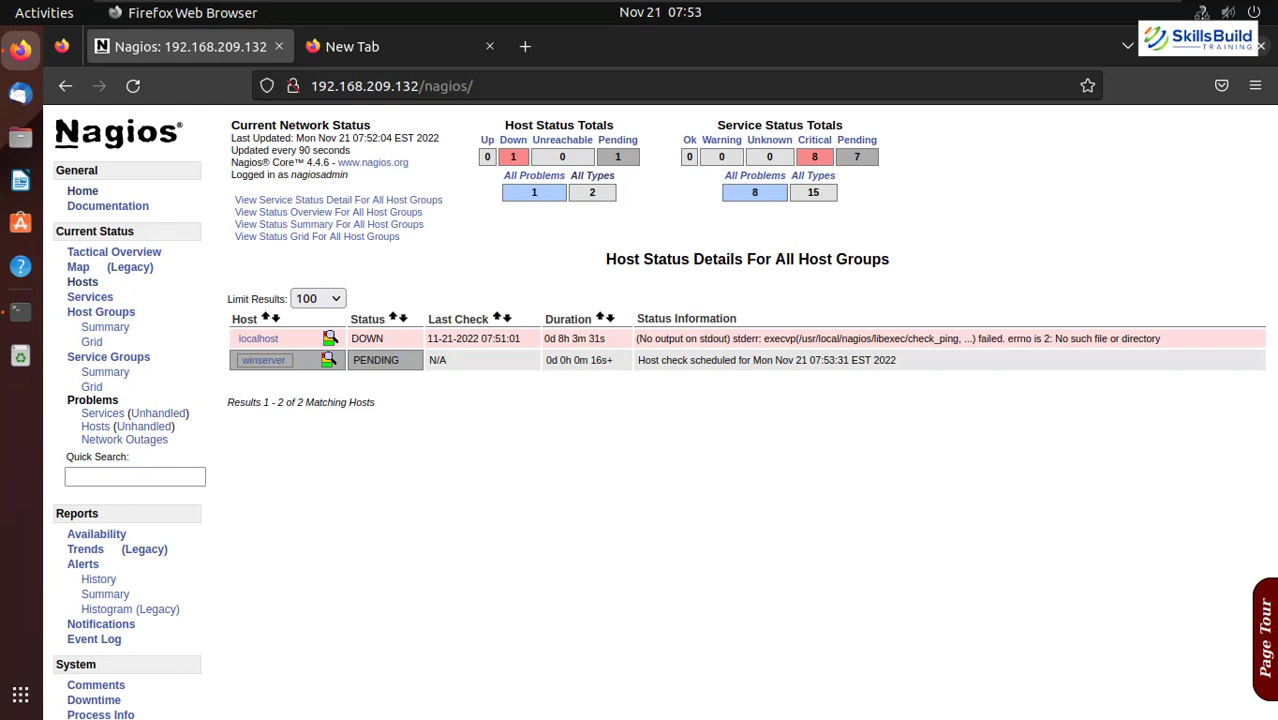 Activities
Firefox Web Browser
Nov 21 07:53
SkillsBuild
TRAINING
Nagios: 192.168.209.132
New Tab
192.168.209.132/nagios/
Nagios®
General
Home
Documentation
Current Status
Tactical Overview
Map (Legacy)
Hosts
Services
Host Groups
Summary
Grid
Service Groups
Summary
Grid
Problems
Services (Unhandled)
Hosts (Unhandled)
Network Outages
Quick Search:
Reports
Availability
Trends (Legacy)
Alerts
History
Summary
Histogram (Legacy)
Notifications
Event Log
System
Comments
Downtime
Process Info
Current Network Status
Last Updated: Mon Nov 21 07:52:04 EST 2022
Updated every 90 seconds
Nagios® Core™ 4.4.6 - www.nagios.org
Logged in as nagiosadmin
View Service Status Detail For All Host Groups
View Status Overview For All Host Groups
View Status Summary For All Host Groups
View Status Grid For All Host Groups
Host Status Totals
Up Down Unreachable Pending
0 1 0 1
All Problems All Types
1 2
Service Status Totals
Ok Warning Unknown Critical Pending
0 0 0 8 7
All Problems All Types
8 15
Host Status Details For All Host Groups
Limit Results: 100
Host Status Last Check Duration Status Information
localhost DOWN 11-21-2022 07:51:01 0d 8h 3m 31s (No output on stdout) stderr: execvp(/usr/local/nagios/libexec/check_ping, ...) failed. errno is 2: No such file or directory
winserver PENDING N/A 0d 0h 0m 16s+ Host check scheduled for Mon Nov 21 07:53:31 EST 2022
Results 1 - 2 of 2 Matching Hosts
Page Tour